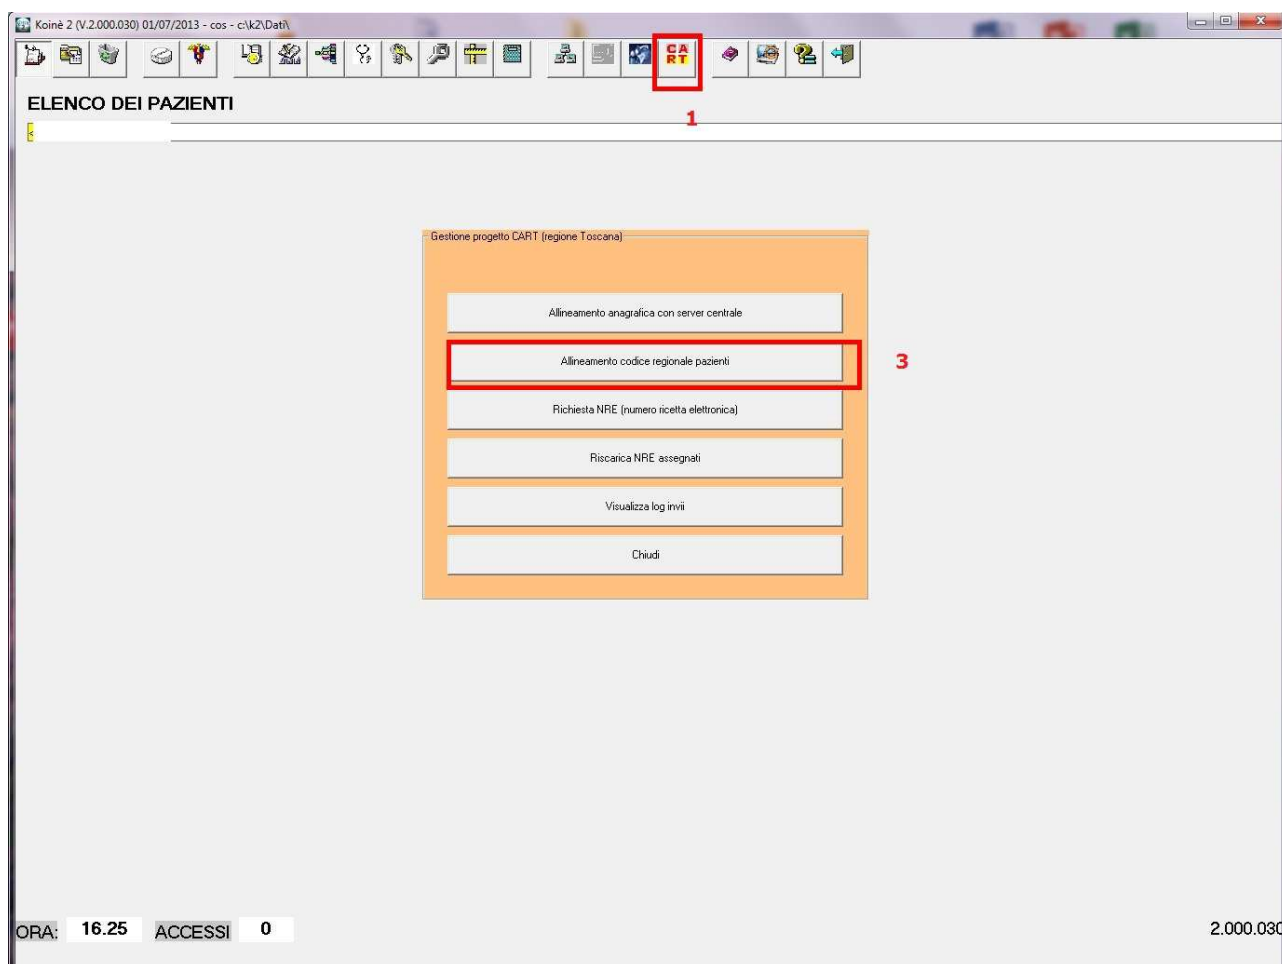 Koinè 2 (V.2.000.030) 01/07/2013 - cos - c:\k2\Dati\
CA
RT
1
ELENCO DEI PAZIENTI
<
Gestione progetto CART (regione Toscana)
Allineamento anagrafica con server centrale
Allineamento codice regionale pazienti
3
Richiesta NRE (numero ricetta elettronica)
Riscarica NRE assegnati
Visualizza log invii
Chiudi
ORA: 16.25 ACCESSI 0 2.000.030